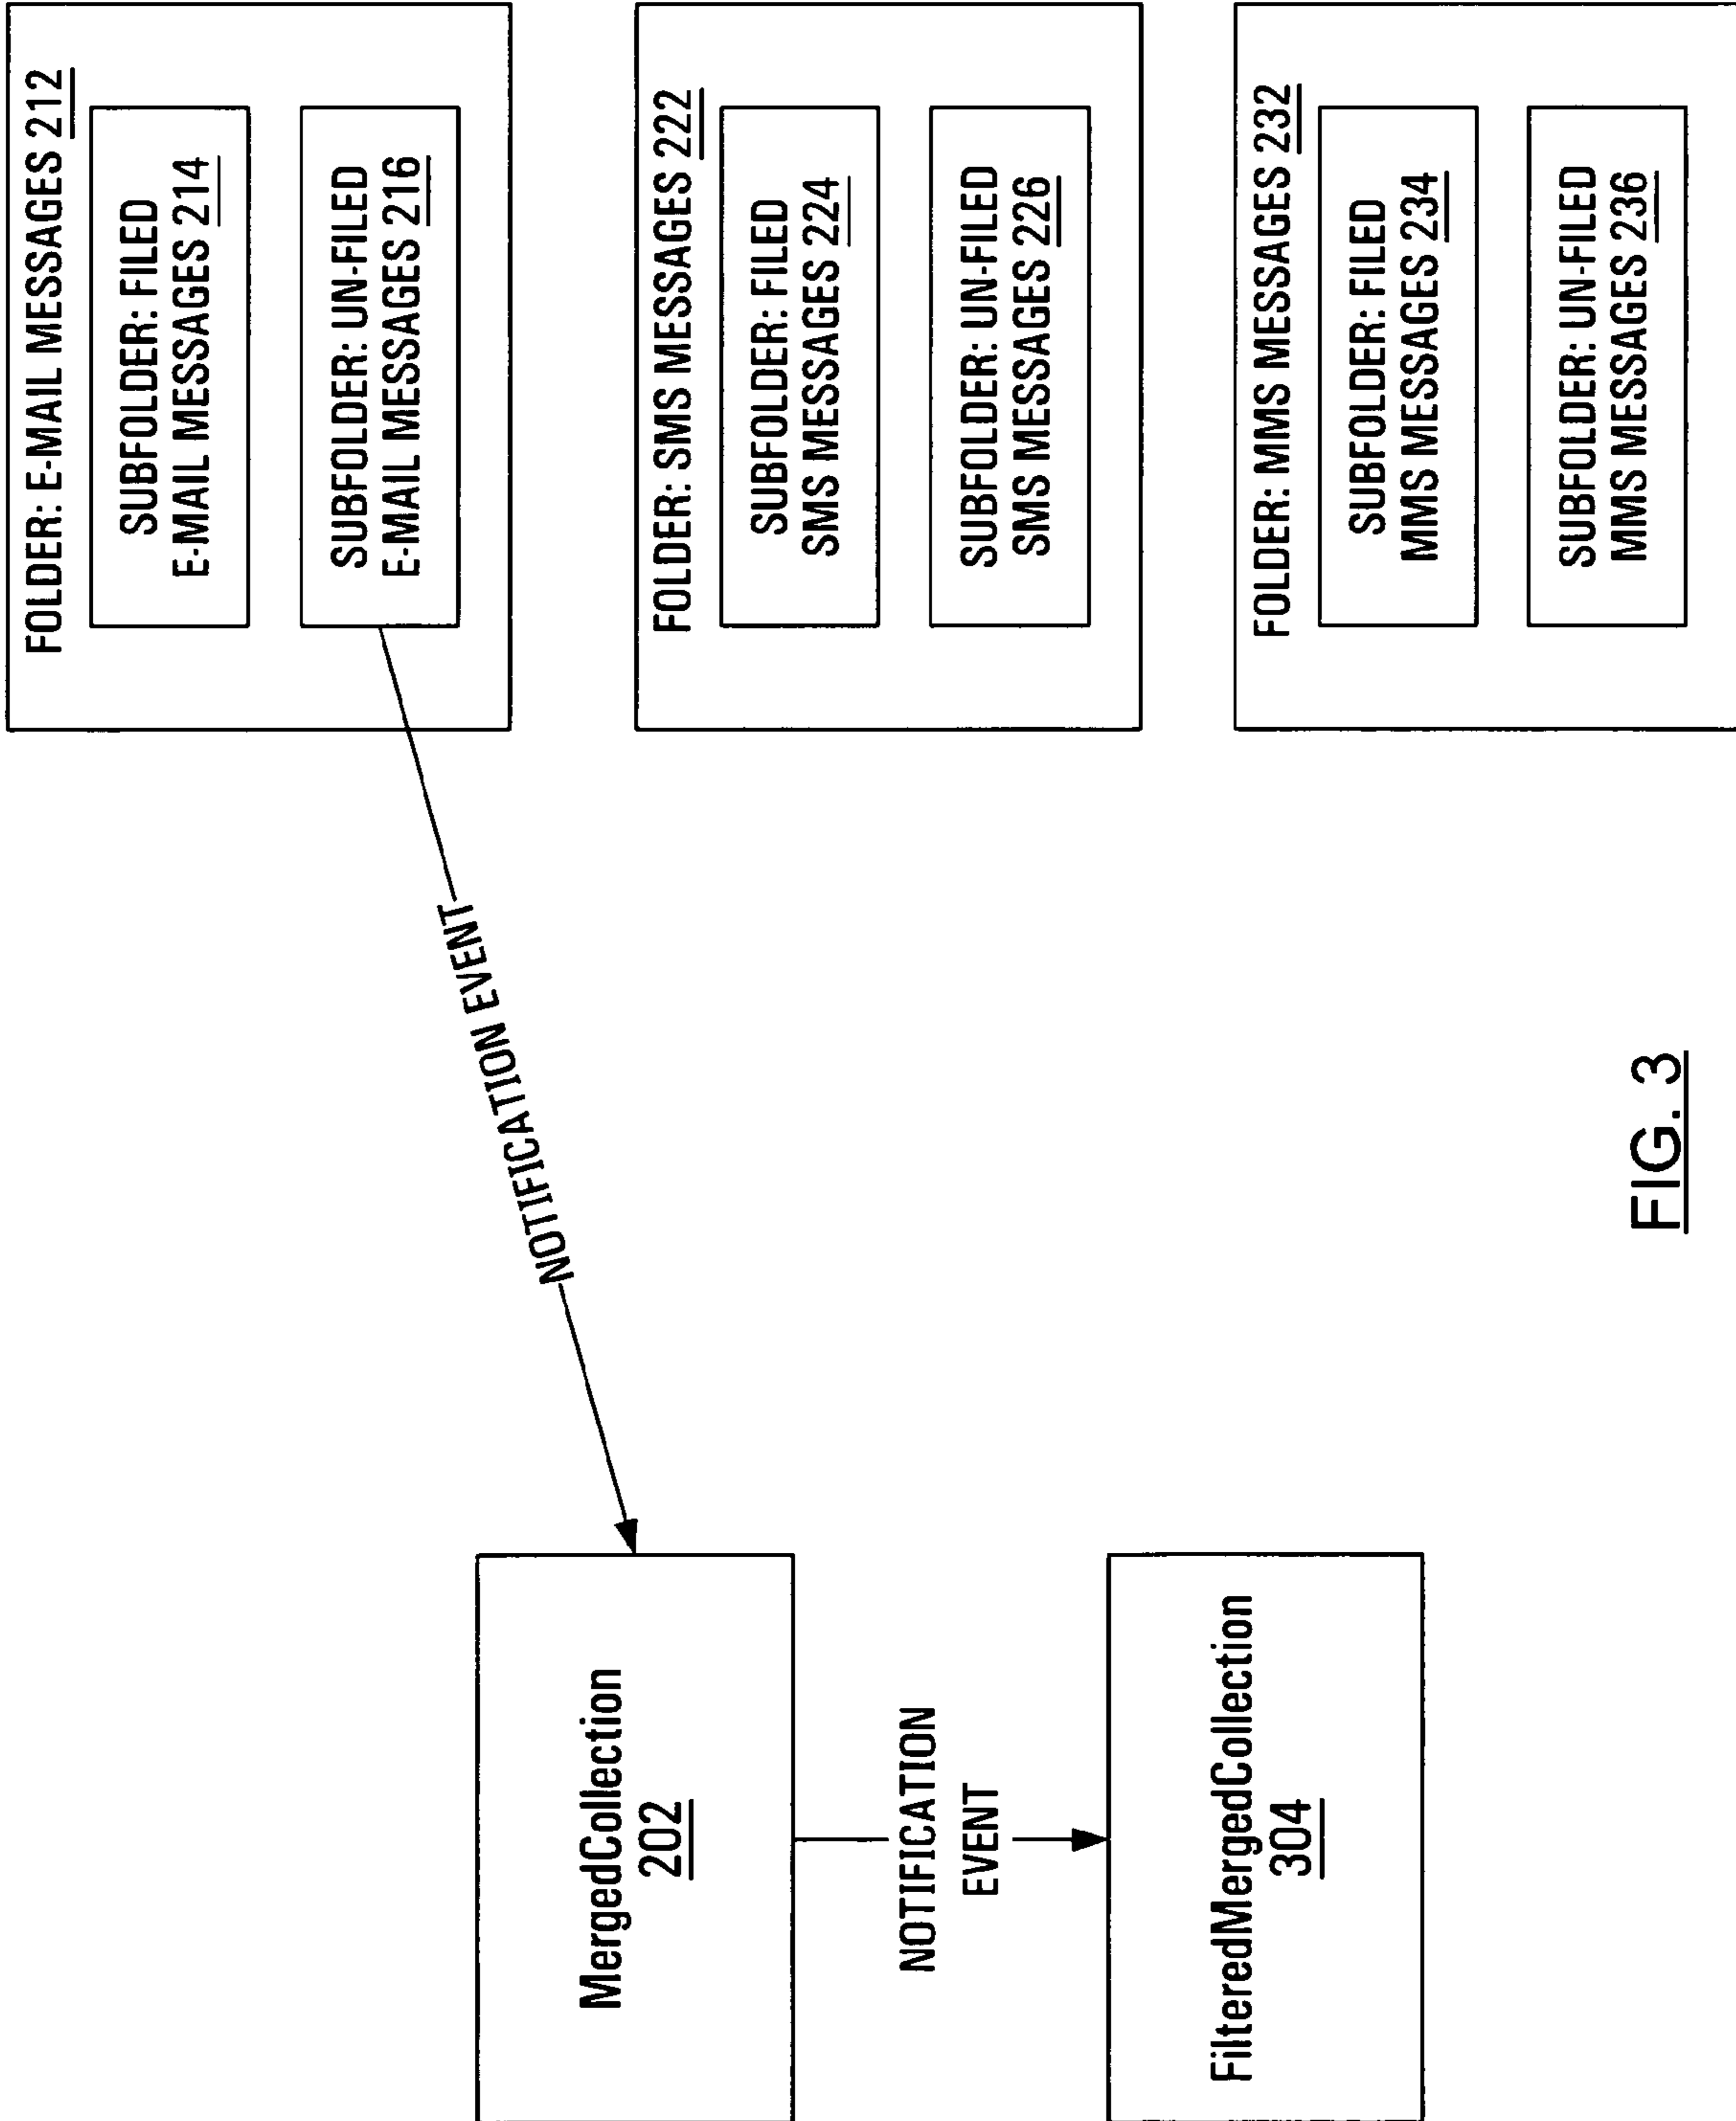 FOLDER: E-MAIL MESSAGES 212
SUBFOLDER: FILED
E-MAIL MESSAGES 214
SUBFOLDER: UN-FILED
E-MAIL MESSAGES 216
NOTIFICATION EVENT
MergedCollection
202
NOTIFICATION
EVENT
FilteredMergedCollection
304
FOLDER: SMS MESSAGES 222
SUBFOLDER: FILED
SMS MESSAGES 224
SUBFOLDER: UN-FILED
SMS MESSAGES 226
FOLDER: MMS MESSAGES 232
SUBFOLDER: FILED
MMS MESSAGES 234
SUBFOLDER: UN-FILED
MMS MESSAGES 236
FIG. 3